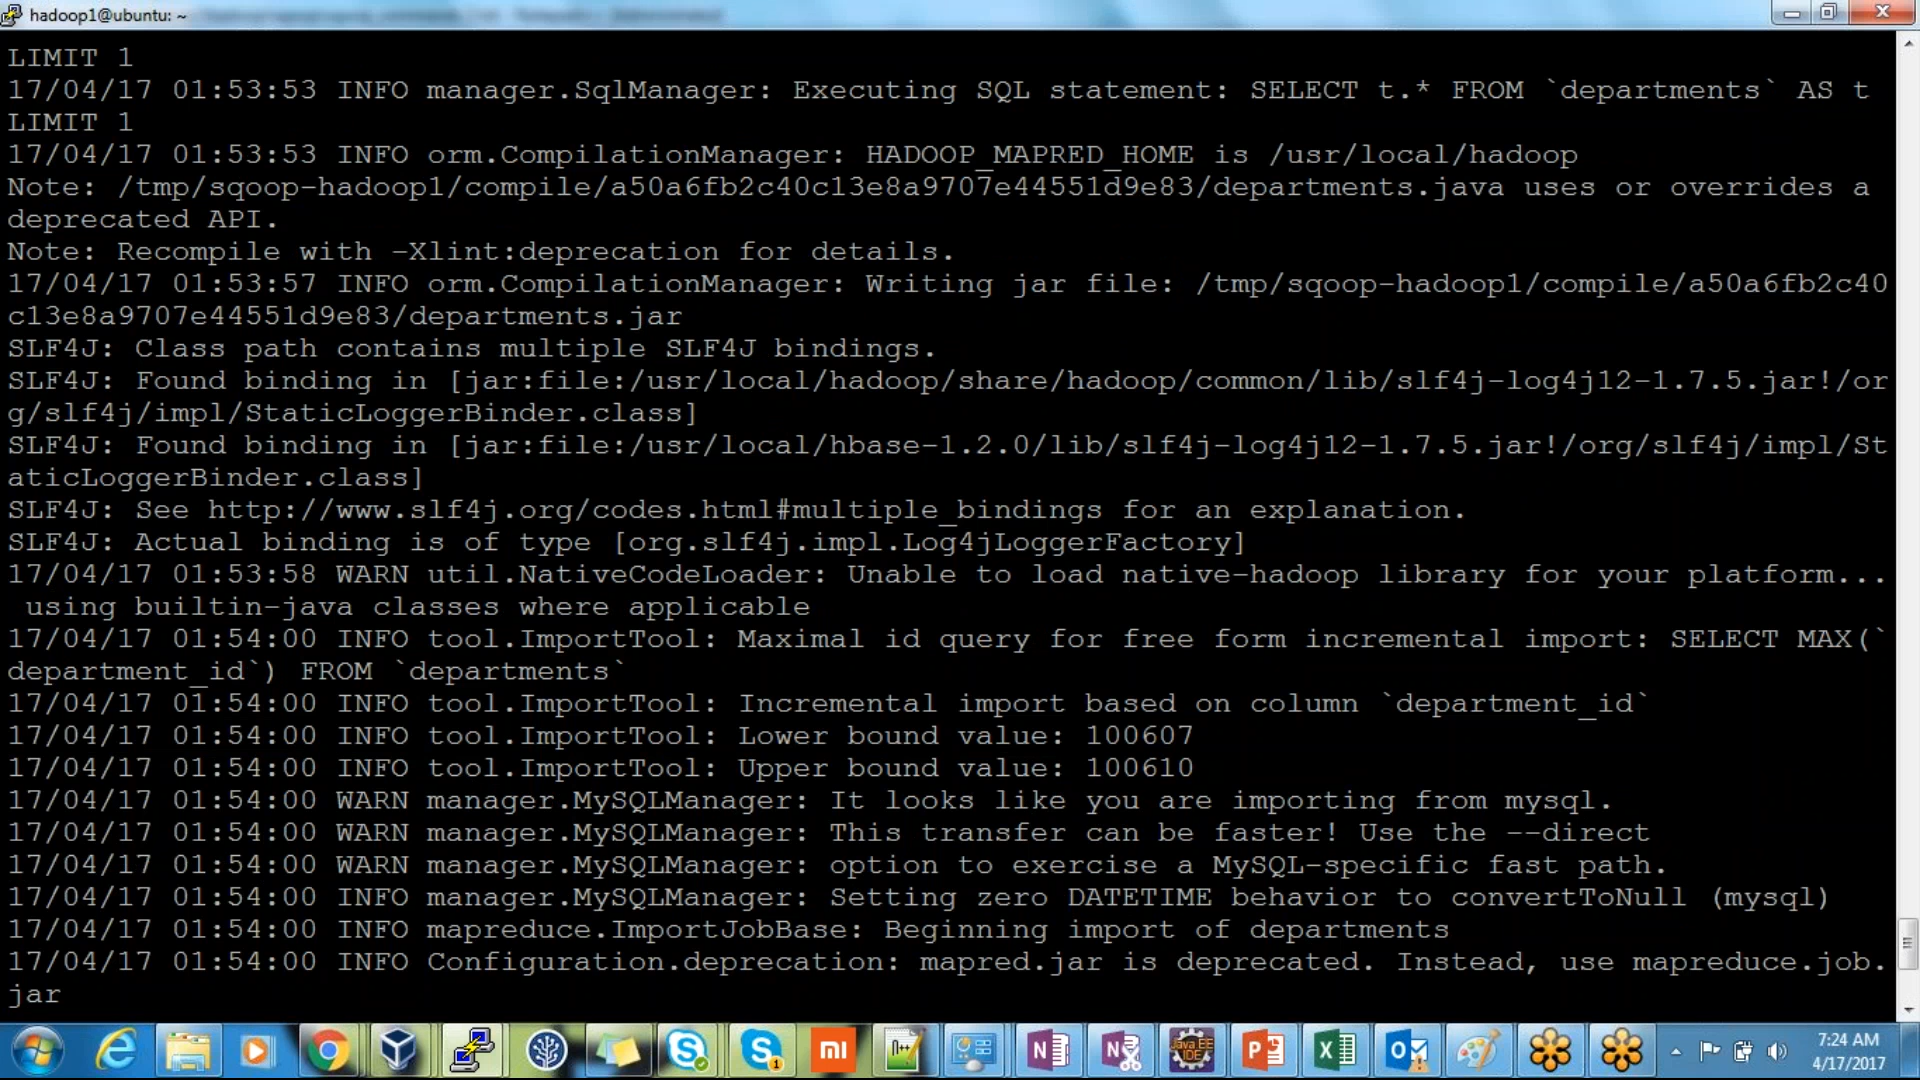 hadoop1@ubuntu: ~
LIMIT 1
17/04/17 01:53:53 INFO manager.SqlManager: Executing SQL statement: SELECT t.* FROM `departments` AS t
LIMIT 1
17/04/17 01:53:53 INFO orm.CompilationManager: HADOOP_MAPRED_HOME is /usr/local/hadoop
Note: /tmp/sqoop-hadoop1/compile/a50a6fb2c40c13e8a9707e44551d9e83/departments.java uses or overrides a
deprecated API.
Note: Recompile with -Xlint:deprecation for details.
17/04/17 01:53:57 INFO orm.CompilationManager: Writing jar file: /tmp/sqoop-hadoop1/compile/a50a6fb2c40
c13e8a9707e44551d9e83/departments.jar
SLF4J: Class path contains multiple SLF4J bindings.
SLF4J: Found binding in [jar:file:/usr/local/hadoop/share/hadoop/common/lib/slf4j-log4j12-1.7.5.jar!/or
g/slf4j/impl/StaticLoggerBinder.class]
SLF4J: Found binding in [jar:file:/usr/local/hbase-1.2.0/lib/slf4j-log4j12-1.7.5.jar!/org/slf4j/impl/St
aticLoggerBinder.class]
SLF4J: See http://www.slf4j.org/codes.html#multiple_bindings for an explanation.
SLF4J: Actual binding is of type [org.slf4j.impl.Log4jLoggerFactory]
17/04/17 01:53:58 WARN util.NativeCodeLoader: Unable to load native-hadoop library for your platform...
using builtin-java classes where applicable
17/04/17 01:54:00 INFO tool.ImportTool: Maximal id query for free form incremental import: SELECT MAX(`
department_id`) FROM `departments`
17/04/17 01:54:00 INFO tool.ImportTool: Incremental import based on column `department_id`
17/04/17 01:54:00 INFO tool.ImportTool: Lower bound value: 100607
17/04/17 01:54:00 INFO tool.ImportTool: Upper bound value: 100610
17/04/17 01:54:00 WARN manager.MySQLManager: It looks like you are importing from mysql.
17/04/17 01:54:00 WARN manager.MySQLManager: This transfer can be faster! Use the --direct
17/04/17 01:54:00 WARN manager.MySQLManager: option to exercise a MySQL-specific fast path.
17/04/17 01:54:00 INFO manager.MySQLManager: Setting zero DATETIME behavior to convertToNull (mysql)
17/04/17 01:54:00 INFO mapreduce.ImportJobBase: Beginning import of departments
17/04/17 01:54:00 INFO Configuration.deprecation: mapred.jar is deprecated. Instead, use mapreduce.job.
jar
7:24 AM
4/17/2017